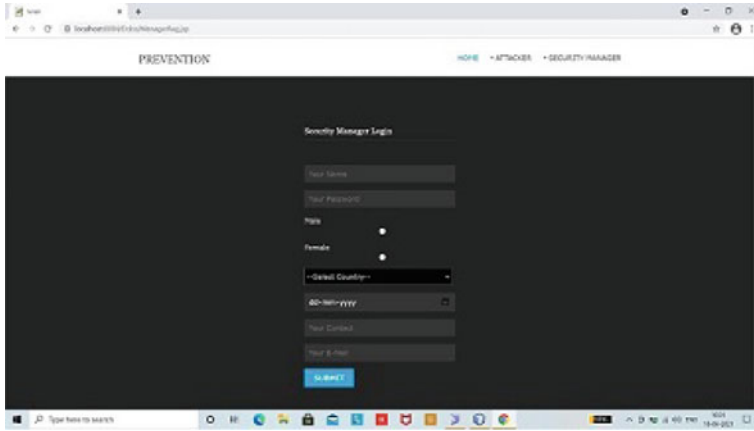 PREVENTION
HOME ATTACKER SECURITY MANAGER
Security Manager Login
Your Name
Your Password
Male
Female
--Select Country--
dd-mm-yyyy
Your Contact
Your E-Mail
SUBMIT
Type here to search